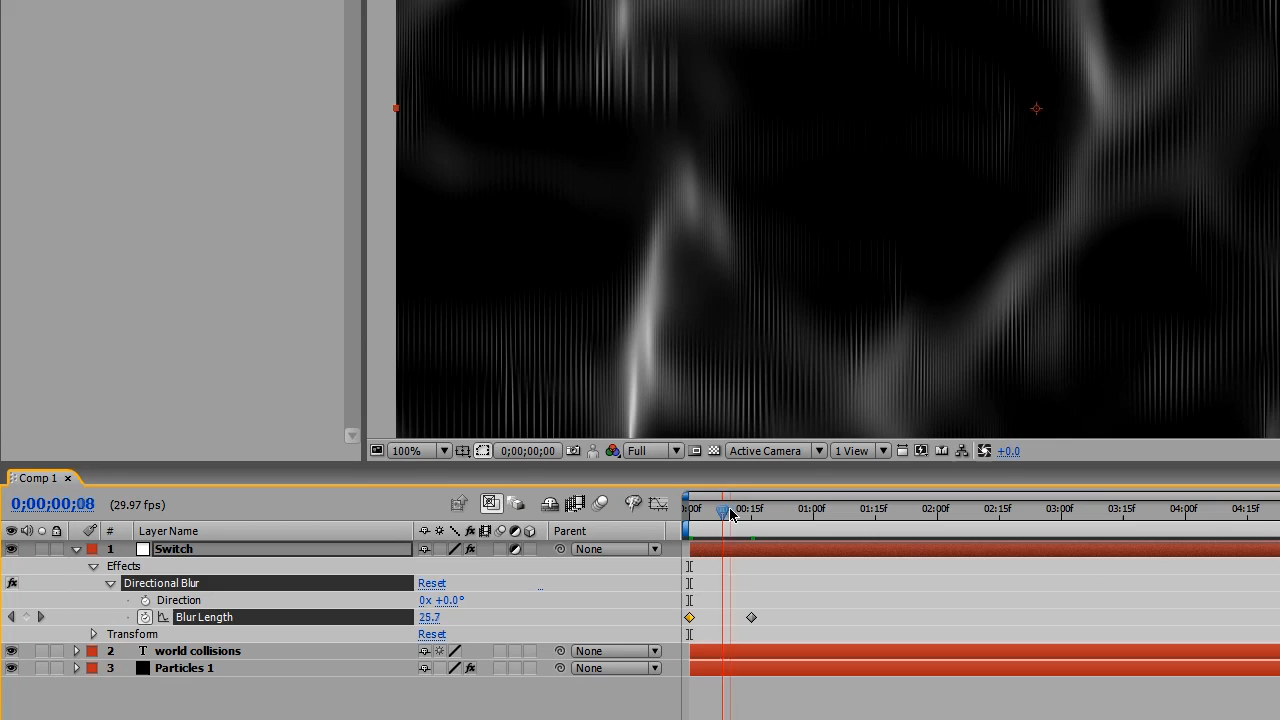 100% 0;00;00;00 Full Active Camera 1 View +0.0
Comp 1 ×
0;00;00;08 (29.97 fps)
:00f 00:15f 01:00f 01:15f 02:00f 02:15f 03:00f 03:15f 04:00f 04:15f
# Layer Name Parent
1 Switch None
Effects
fx Directional Blur Reset
Direction 0x +0.0°
Blur Length 25.7
Transform Reset
2 T world collisions None
3 Particles 1 None